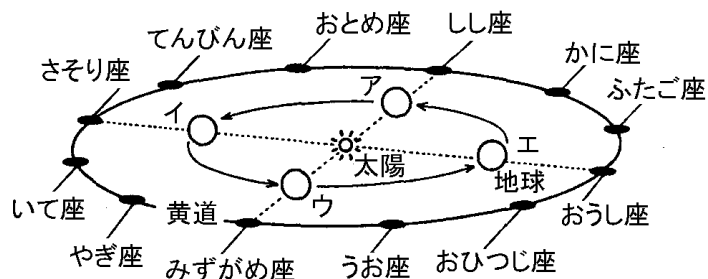 おとめ座
しし座
てんびん座
かに座
さそり座
ア
ふたご座
イ
エ
太陽
地球
ウ
いて座
黄道
おうし座
やぎ座
おひつじ座
みずがめ座
うお座